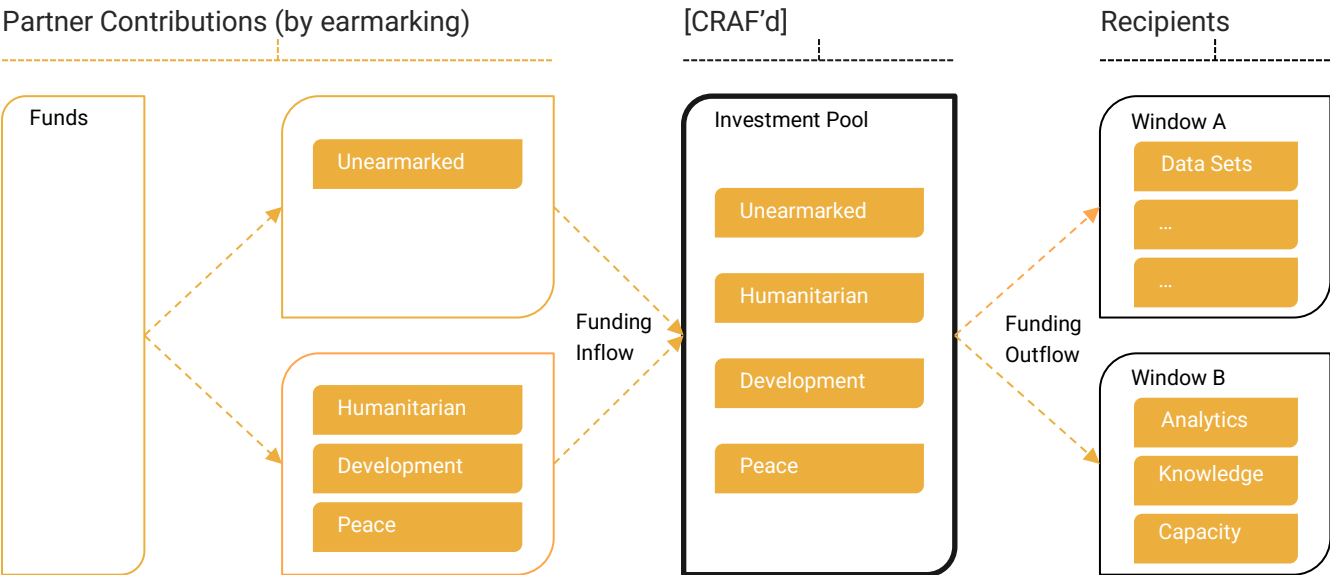 Partner Contributions (by earmarking)
[CRAF’d]
Recipients
Funds
Unearmarked
Humanitarian
Development
Peace
Funding
Inflow
Investment Pool
Unearmarked
Humanitarian
Development
Peace
Funding
Outflow
Window A
Data Sets
...
...
Window B
Analytics
Knowledge
Capacity